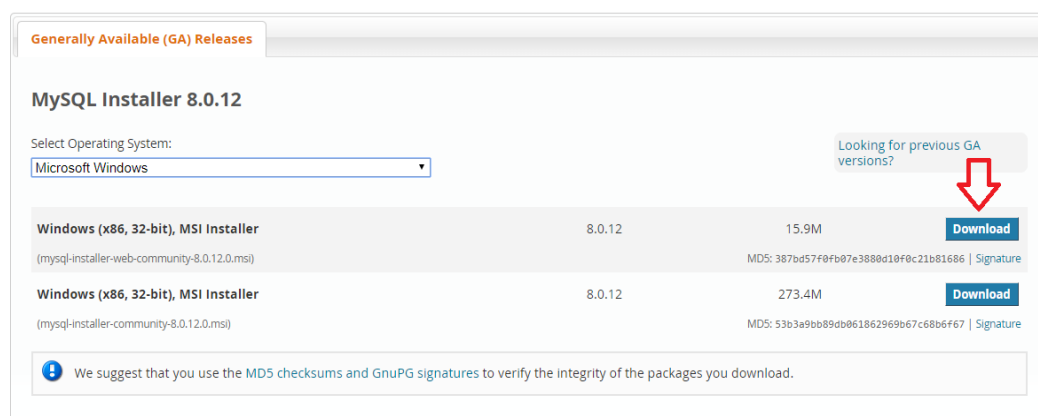 Generally Available (GA) Releases
MySQL Installer 8.0.12
Select Operating System:
Microsoft Windows
Looking for previous GA
versions?
Windows (x86, 32-bit), MSI Installer 8.0.12 15.9M Download
(mysql-installer-web-community-8.0.12.0.msi) MD5: 387bd57f0fb07e3880d10f0c21b81686 | Signature
Windows (x86, 32-bit), MSI Installer 8.0.12 273.4M Download
(mysql-installer-community-8.0.12.0.msi) MD5: 53b3a9bb89db061862969b67c68b6f67 | Signature
We suggest that you use the MD5 checksums and GnuPG signatures to verify the integrity of the packages you download.